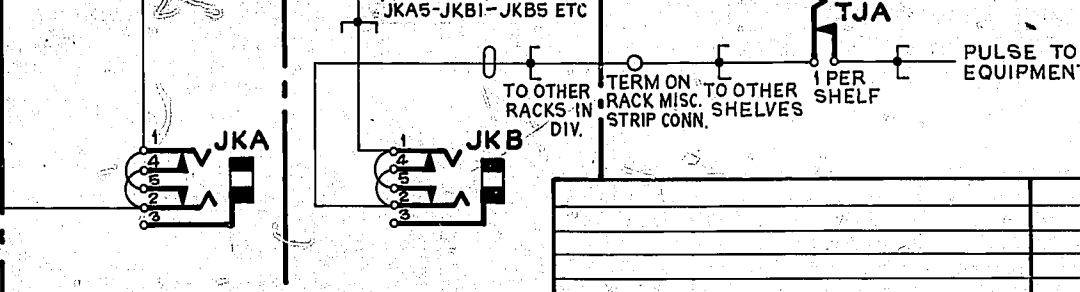 JKA5-JKB1-JKB5 ETC
TJA
PULSE TO
EQUIPMEN
TO OTHER
RACKS IN
DIV.
TERM ON
RACK MISC.
STRIP CONN.
TO OTHER
SHELVES
1 PER
SHELF
JKA
1
4
5
2
3
JKB
1
4
5
2
3